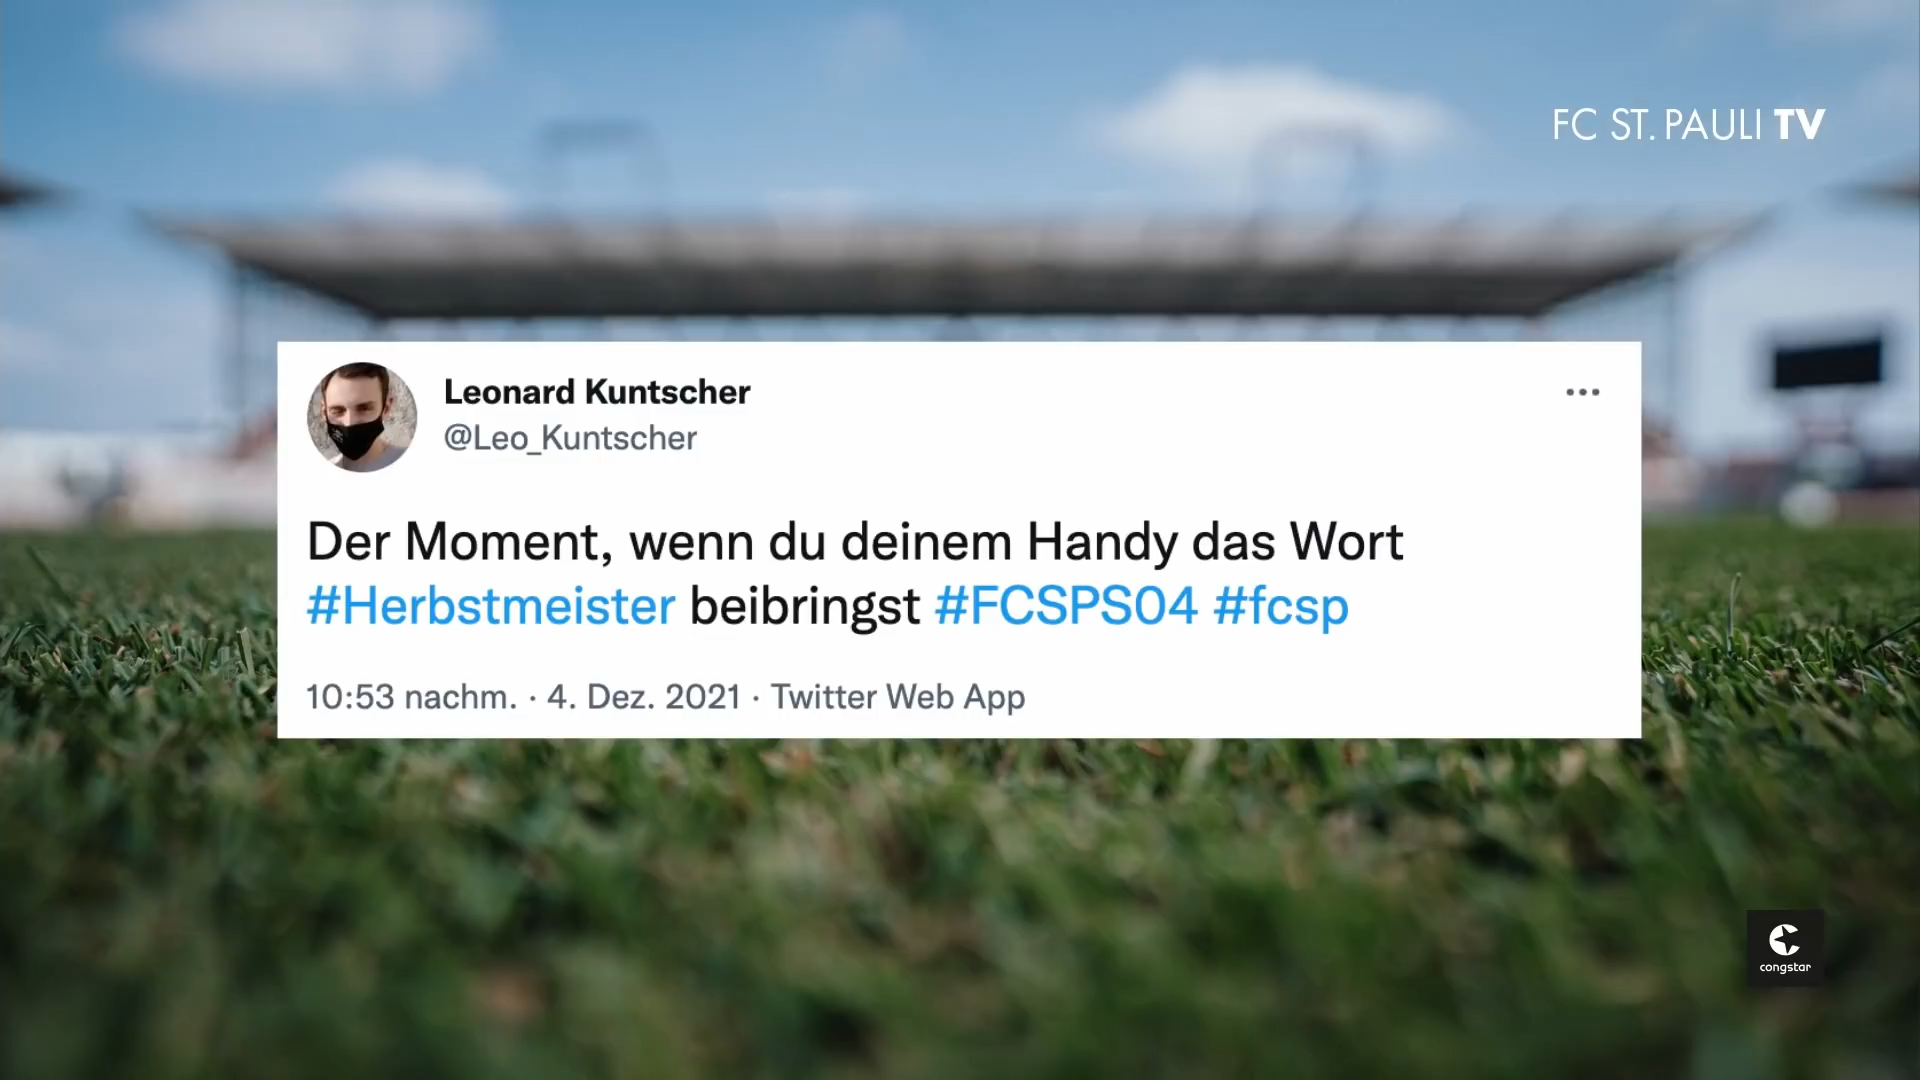 FC ST. PAULI TV
Leonard Kuntscher
@Leo_Kuntscher
Der Moment, wenn du deinem Handy das Wort
#Herbstmeister beibringst #FCSPS04 #fcsp
10:53 nachm. · 4. Dez. 2021 · Twitter Web App
congstar